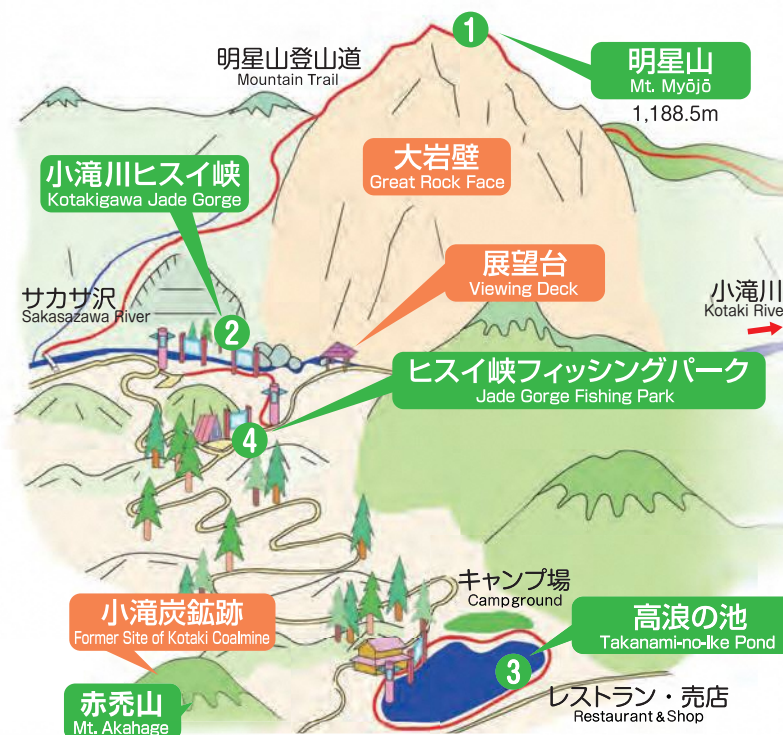 1
明星山登山道
Mountain Trail
明星山
Mt. Myōjō
1,188.5m
大岩壁
Great Rock Face
小滝川ヒスイ峡
Kotakigawa Jade Gorge
展望台
Viewing Deck
サカサ沢
Sakasazawa River
小滝川
Kotaki Rive
2
ヒスイ峡フィッシングパーク
Jade Gorge Fishing Park
4
キャンプ場
Campground
小滝炭鉱跡
Former Site of Kotaki Coalmine
高浪の池
Takanami-no-Ike Pond
3
赤禿山
Mt. Akahage
レストラン・売店
Restaurant & Shop